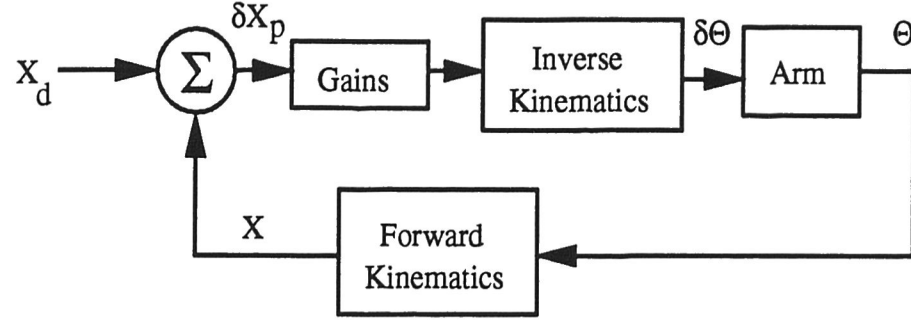 X_d
Σ
δX_p
Gains
Inverse
Kinematics
δΘ
Arm
Θ
X
Forward
Kinematics